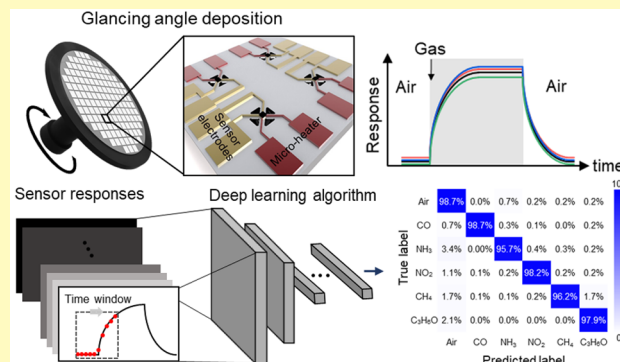 Glancing angle deposition
Sensor
electrodes
Micro-heater
Gas
Air
Air
Response
time
Sensor responses
Deep learning algorithm
Time window
True label
Air 98.7% 0.0% 0.7% 0.2% 0.2% 0.2%
CO 0.7% 98.7% 0.3% 0.1% 0.0% 0.2%
NH₃ 3.4% 0.00% 95.7% 0.4% 0.3% 0.2%
NO₂ 1.1% 0.1% 0.2% 98.2% 0.2% 0.2%
CH₄ 1.7% 0.1% 0.1% 0.2% 96.2% 1.7%
C₃H₆O 2.1% 0.0% 0.0% 0.0% 0.0% 97.9%
Air CO NH₃ NO₂ CH₄ C₃H₆O
Predicted label